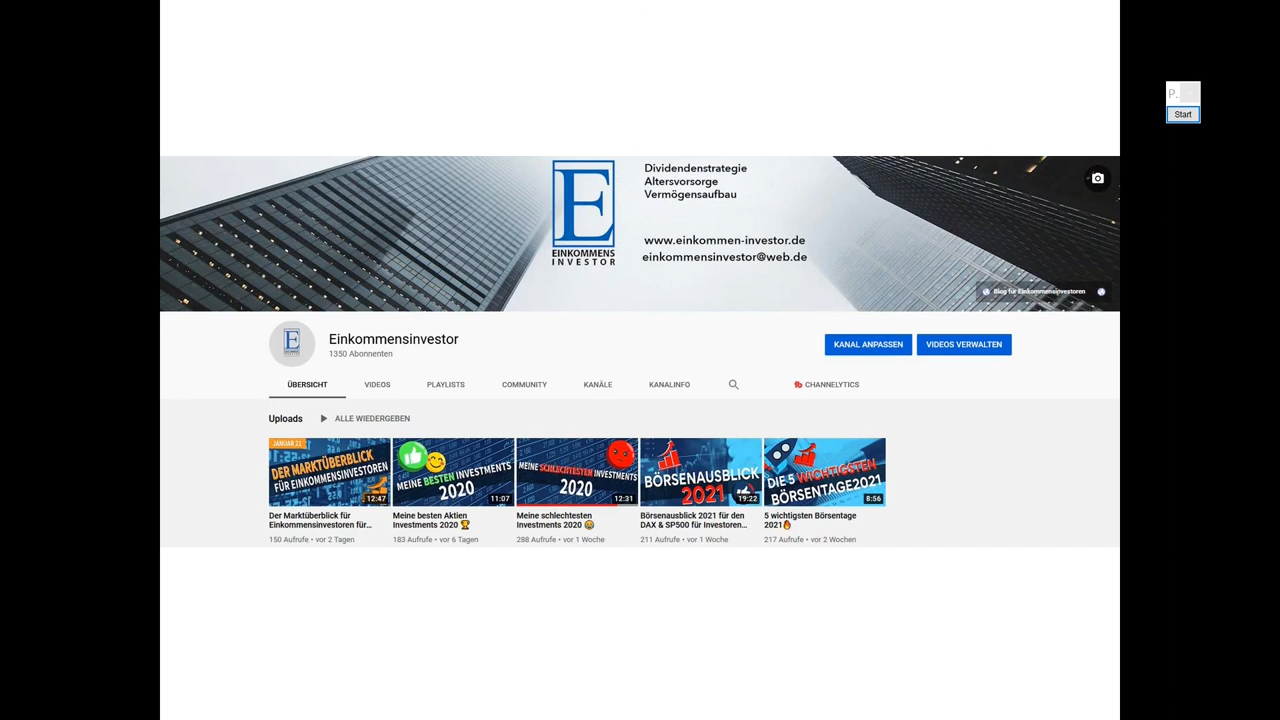 P.
Start
Dividendenstrategie
Altersvorsorge
Vermögensaufbau
E
EINKOMMENS
INVESTOR
www.einkommen-investor.de
einkommensinvestor@web.de
Blog für Einkommensinvestoren
E
Einkommensinvestor
1350 Abonnenten
KANAL ANPASSEN
VIDEOS VERWALTEN
ÜBERSICHT VIDEOS PLAYLISTS COMMUNITY KANÄLE KANALINFO CHANNELYTICS
Uploads
ALLE WIEDERGEBEN
JANUAR 21
DER MARKTÜBERBLICK
FÜR EINKOMMENSINVESTOREN
12:47
Der Marktüberblick für
Einkommensinvestoren für...
150 Aufrufe • vor 2 Tagen
MEINE BESTEN INVESTMENTS
2020
11:07
Meine besten Aktien
Investments 2020 🏆
183 Aufrufe • vor 6 Tagen
MEINE SCHLECHTESTEN INVESTMENTS
2020
12:31
Meine schlechtesten
Investments 2020 😭
288 Aufrufe • vor 1 Woche
BÖRSENAUSBLICK
2021
19:22
Börsenausblick 2021 für den
DAX & SP500 für Investoren...
211 Aufrufe • vor 1 Woche
DIE 5 WICHTIGSTEN
BÖRSENTAGE2021
8:56
5 wichtigsten Börsentage
2021🔥
217 Aufrufe • vor 2 Wochen